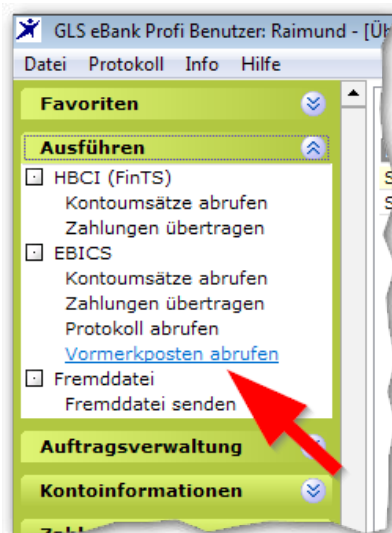 GLS eBank Profi Benutzer: Raimund - [Üb
Datei Protokoll Info Hilfe
Favoriten
Ausführen
HBCI (FinTS)
Kontoumsätze abrufen
Zahlungen übertragen
EBICS
Kontoumsätze abrufen
Zahlungen übertragen
Protokoll abrufen
Vormerkposten abrufen
Fremddatei
Fremddatei senden
Auftragsverwaltung
Kontoinformationen